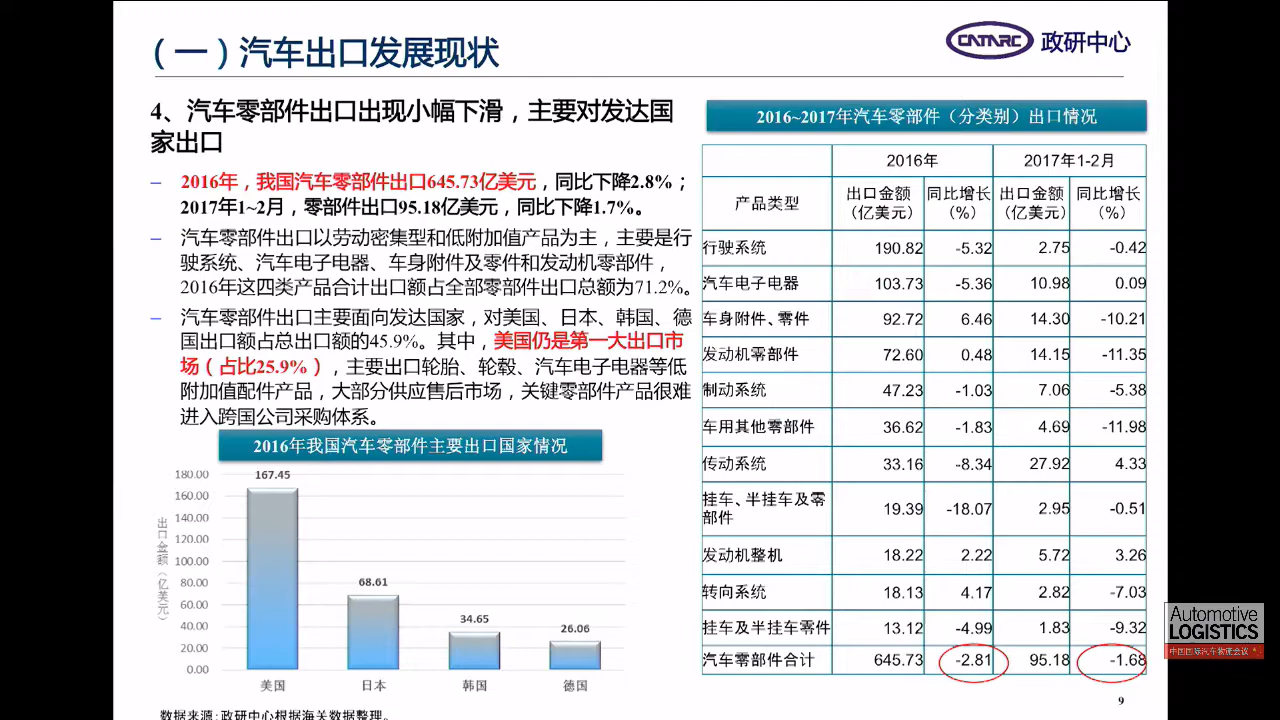 （一）汽车出口发展现状
CATARC 政研中心
4、汽车零部件出口出现小幅下滑，主要对发达国
家出口
– 2016年，我国汽车零部件出口645.73亿美元，同比下降2.8%；
2017年1~2月，零部件出口95.18亿美元，同比下降1.7%。
– 汽车零部件出口以劳动密集型和低附加值产品为主，主要是行
驶系统、汽车电子电器、车身附件及零件和发动机零部件，
2016年这四类产品合计出口额占全部零部件出口总额为71.2%。
– 汽车零部件出口主要面向发达国家，对美国、日本、韩国、德
国出口额占总出口额的45.9%。其中，美国仍是第一大出口市
场（占比25.9%），主要出口轮胎、轮毂、汽车电子电器等低
附加值配件产品，大部分供应售后市场，关键零部件产品很难
进入跨国公司采购体系。
2016年我国汽车零部件主要出口国家情况
出口金额（亿美元）
180.00
160.00
140.00
120.00
100.00
80.00
60.00
40.00
20.00
0.00
167.45
68.61
34.65
26.06
美国 日本 韩国 德国
数据来源：政研中心根据海关数据整理。
2016~2017年汽车零部件（分类别）出口情况
2016年 2017年1-2月
产品类型 出口金额（亿美元） 同比增长（%） 出口金额（亿美元） 同比增长（%）
行驶系统 190.82 -5.32 2.75 -0.42
汽车电子电器 103.73 -5.36 10.98 0.09
车身附件、零件 92.72 6.46 14.30 -10.21
发动机零部件 72.60 0.48 14.15 -11.35
制动系统 47.23 -1.03 7.06 -5.38
车用其他零部件 36.62 -1.83 4.69 -11.98
传动系统 33.16 -8.34 27.92 4.33
挂车、半挂车及零部件 19.39 -18.07 2.95 -0.51
发动机整机 18.22 2.22 5.72 3.26
转向系统 18.13 4.17 2.82 -7.03
挂车及半挂车零件 13.12 -4.99 1.83 -9.32
汽车零部件合计 645.73 -2.81 95.18 -1.68
9
Automotive
LOGISTICS
中国国际汽车物流会议